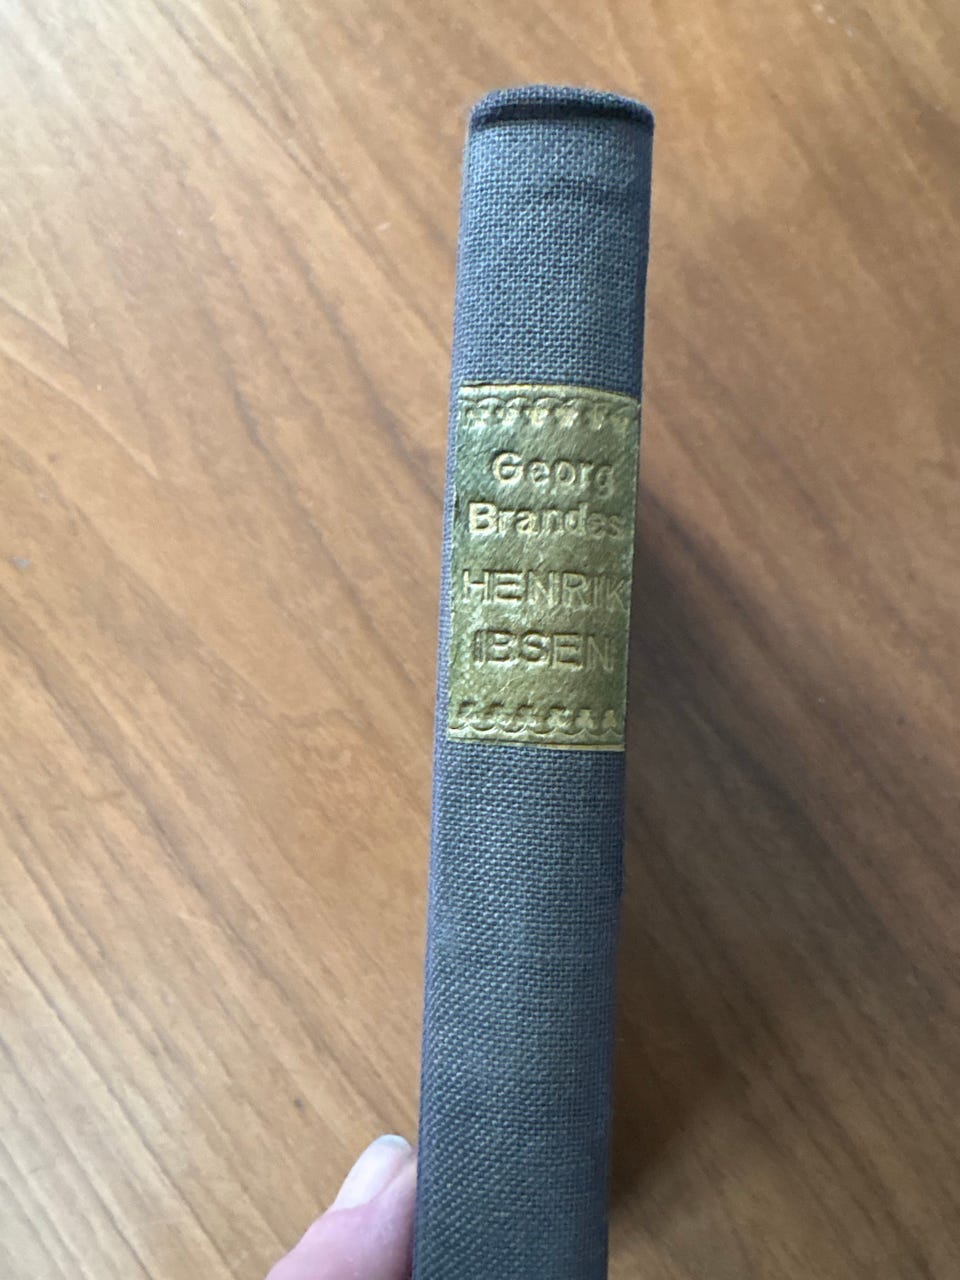 Georg
Brandes
HENRIK
IBSEN